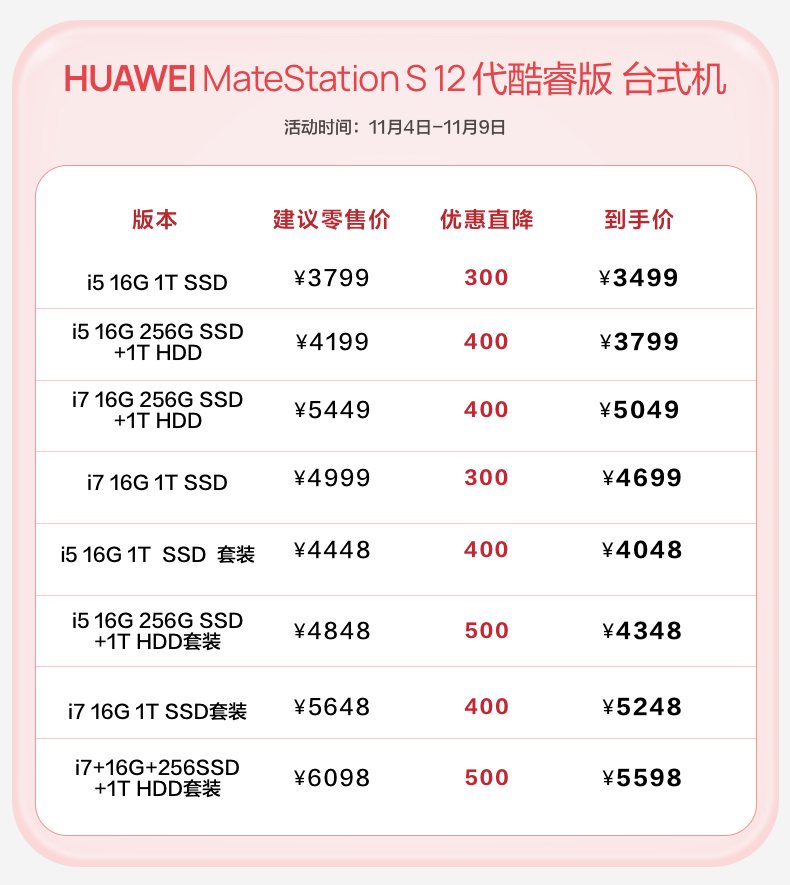 HUAWEI MateStation S 12 代酷睿版 台式机
活动时间：11月4日-11月9日
版本 建议零售价 优惠直降 到手价
i5 16G 1T SSD ¥3799 300 ¥3499
i5 16G 256G SSD
+1T HDD ¥4199 400 ¥3799
i7 16G 256G SSD
+1T HDD ¥5449 400 ¥5049
i7 16G 1T SSD ¥4999 300 ¥4699
i5 16G 1T SSD 套装 ¥4448 400 ¥4048
i5 16G 256G SSD
+1T HDD套装 ¥4848 500 ¥4348
i7 16G 1T SSD套装 ¥5648 400 ¥5248
i7+16G+256SSD
+1T HDD套装 ¥6098 500 ¥5598